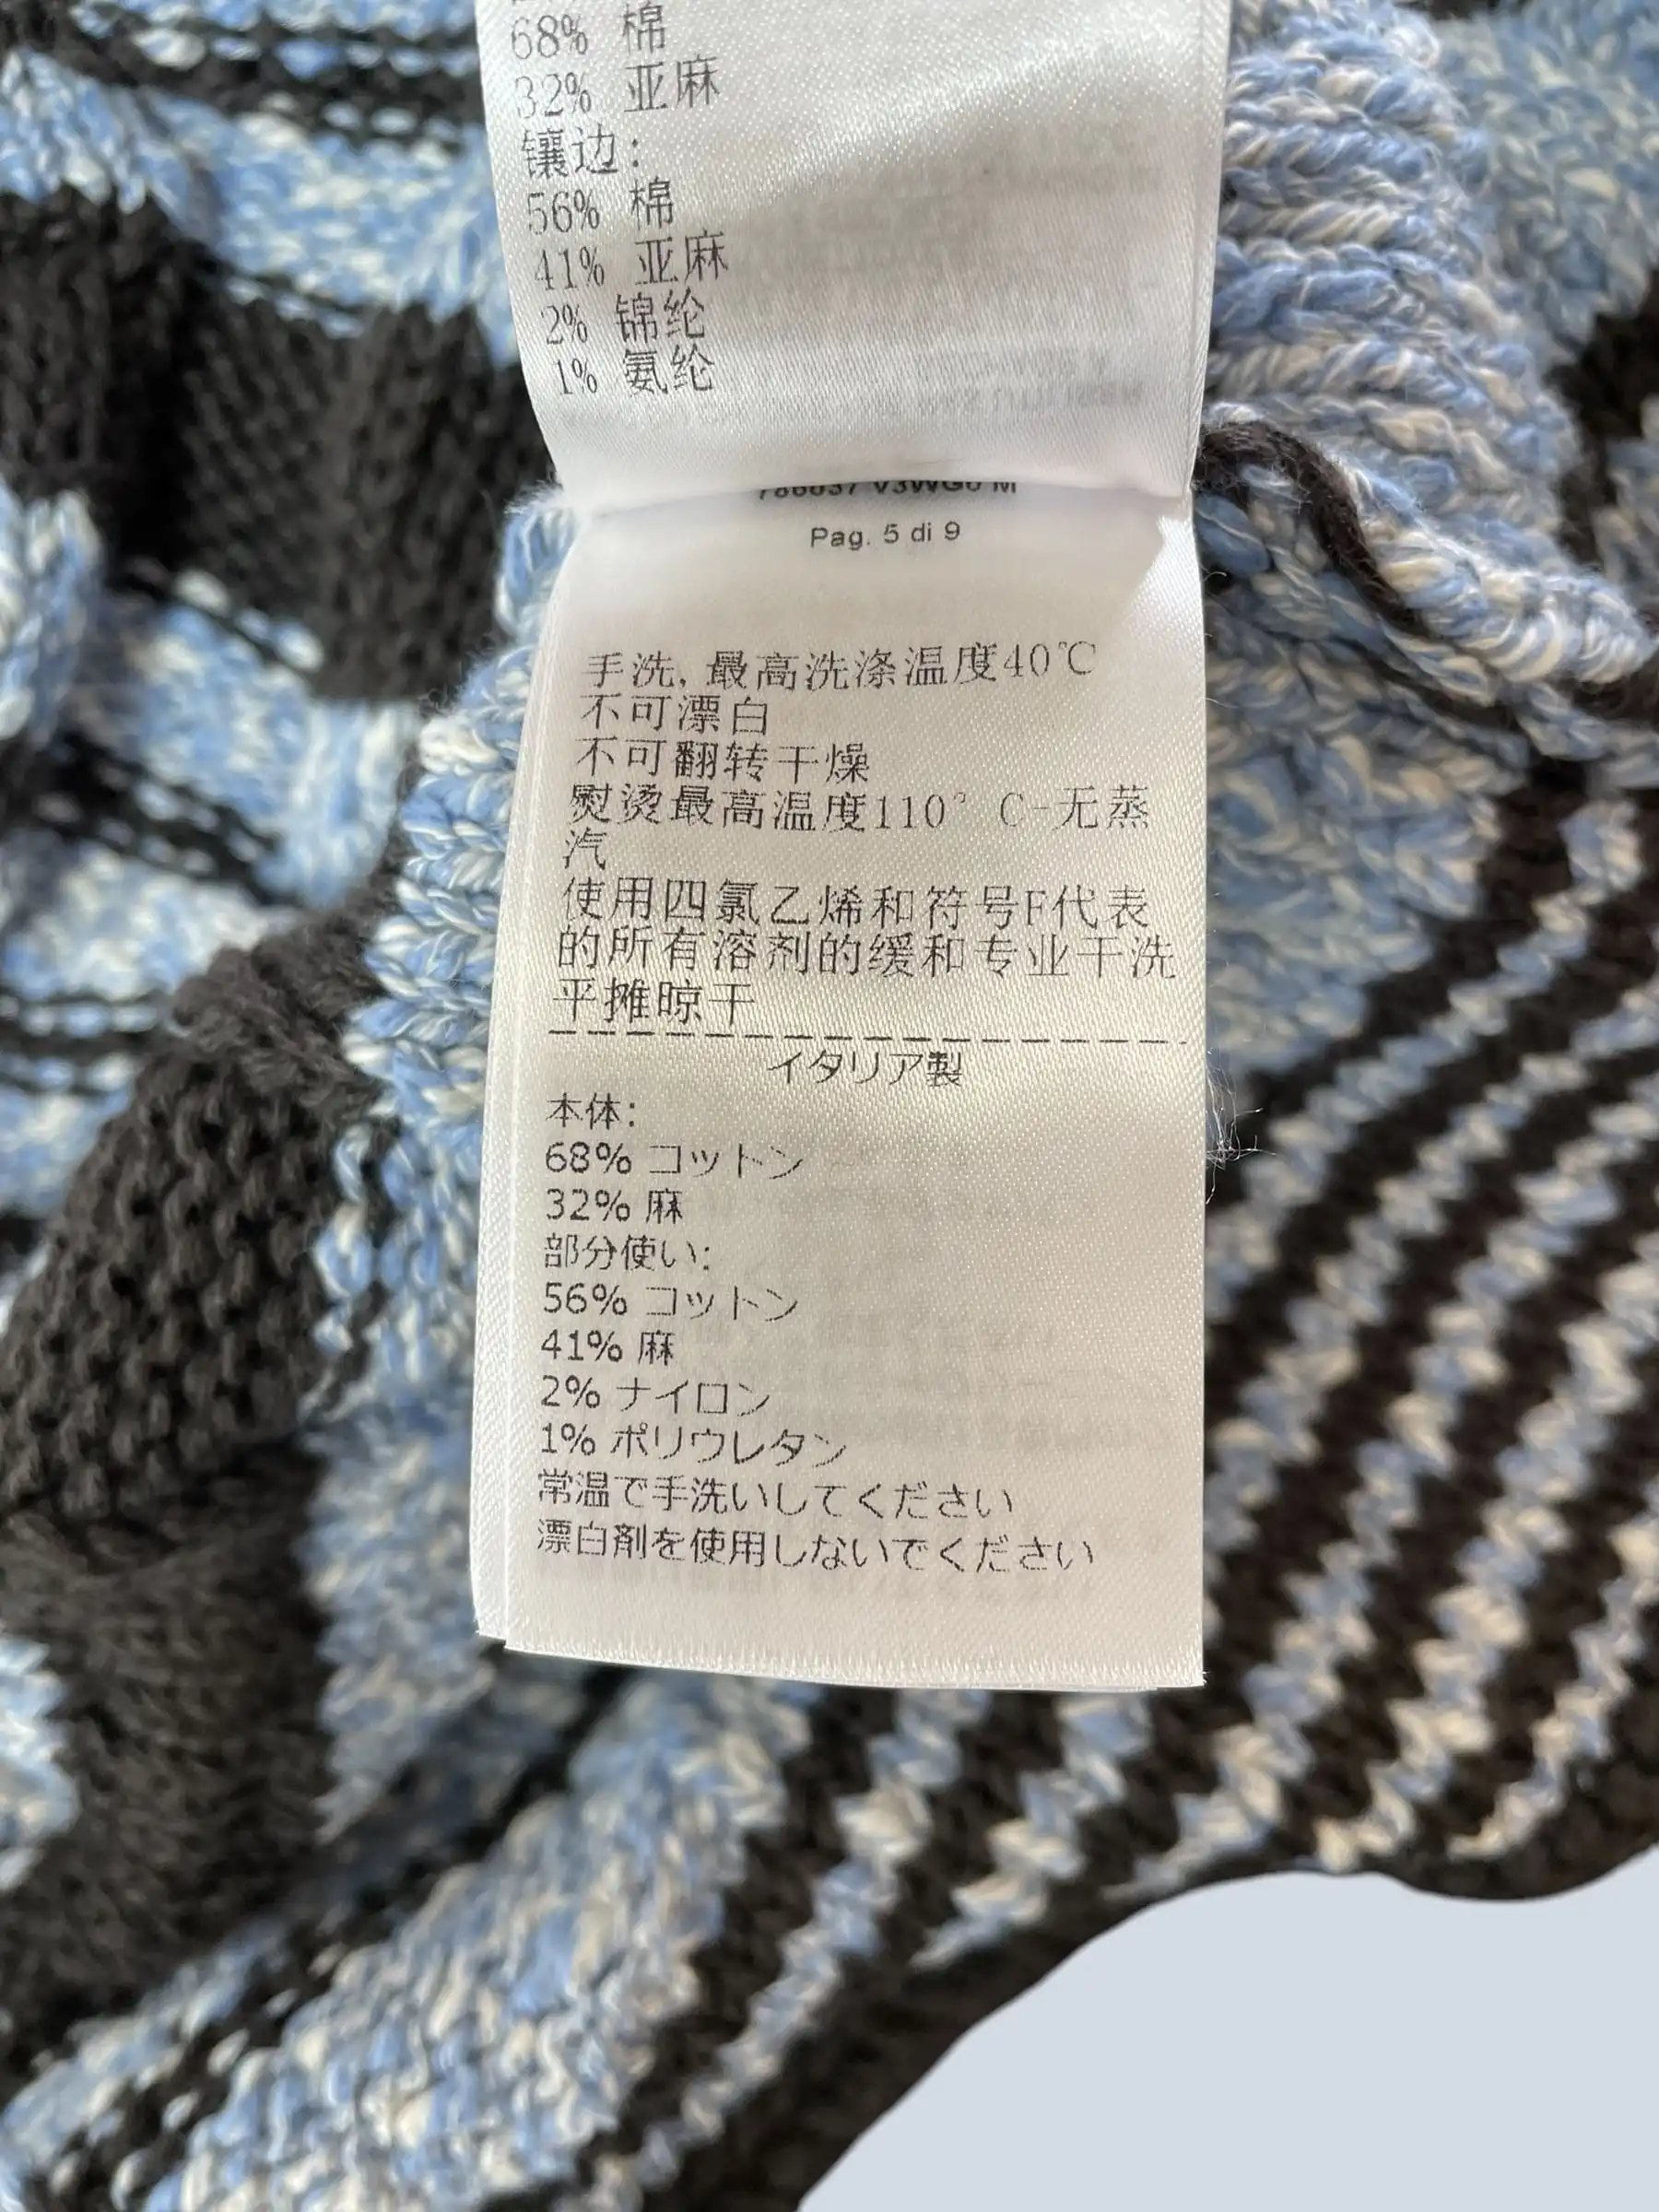 68% 棉
32% 亚麻
镶边:
56% 棉
41% 亚麻
2% 锦纶
1% 氨纶
Pag. 5 di 9
手洗, 最高洗涤温度40℃
不可漂白
不可翻转干燥
熨烫最高温度110° C-无蒸
汽
使用四氯乙烯和符号F代表
的所有溶剂的缓和专业干洗
平摊晾干
イタリア製
本体:
68% コットン
32% 麻
部分使い:
56% コットン
41% 麻
2% ナイロン
1% ポリウレタン
常温で手洗いしてください
漂白剤を使用しないでください